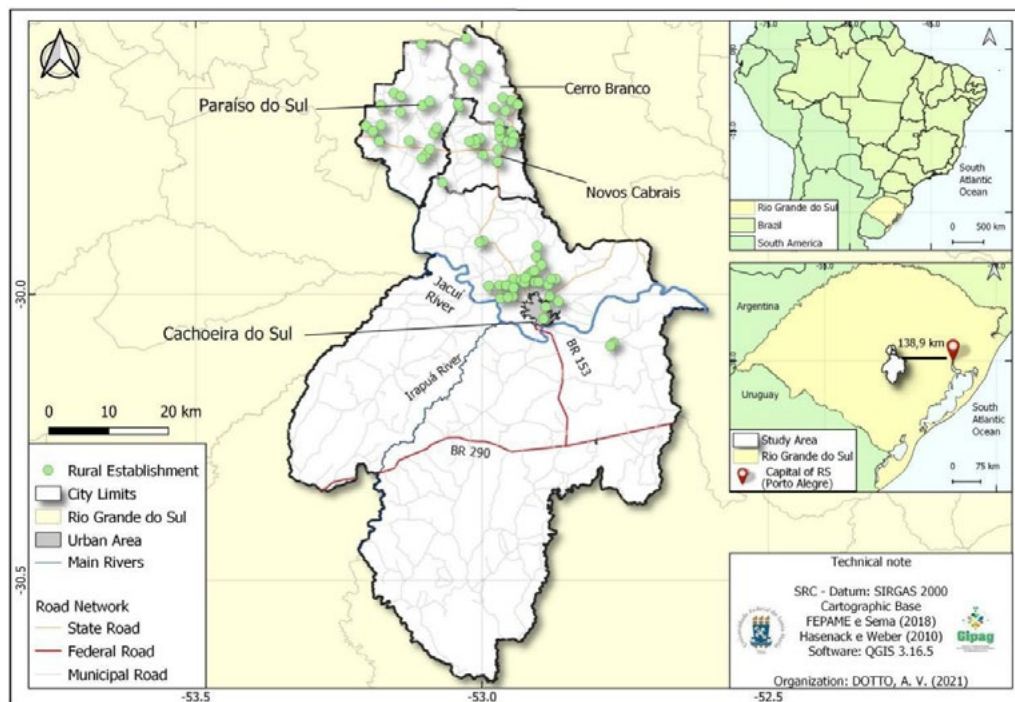 Paraíso do Sul
Cerro Branco
Novos Cabrais
Jacuí
River
Cachoeira do Sul
Irapuá River
BR 153
BR 290
-30.0
-30.5
-53.5
-53.0
-52.5
0 10 20 km
Rural Establishment
City Limits
Rio Grande do Sul
Urban Area
Main Rivers
Road Network
State Road
Federal Road
Municipal Road
South
Atlantic
Ocean
Rio Grande do Sul
Brazil
South America
0 500 km
Argentina
138,9 km
Uruguay
South
Atlantic
Ocean
Study Area
Rio Grande do Sul
Capital of RS
(Porto Alegre)
0 75 km
Technical note
SRC - Datum: SIRGAS 2000
Cartographic Base
FEPAME e Sema (2018)
Hasenack e Weber (2010)
Software: QGIS 3.16.5
Gipag
Organization: DOTTO, A. V. (2021)